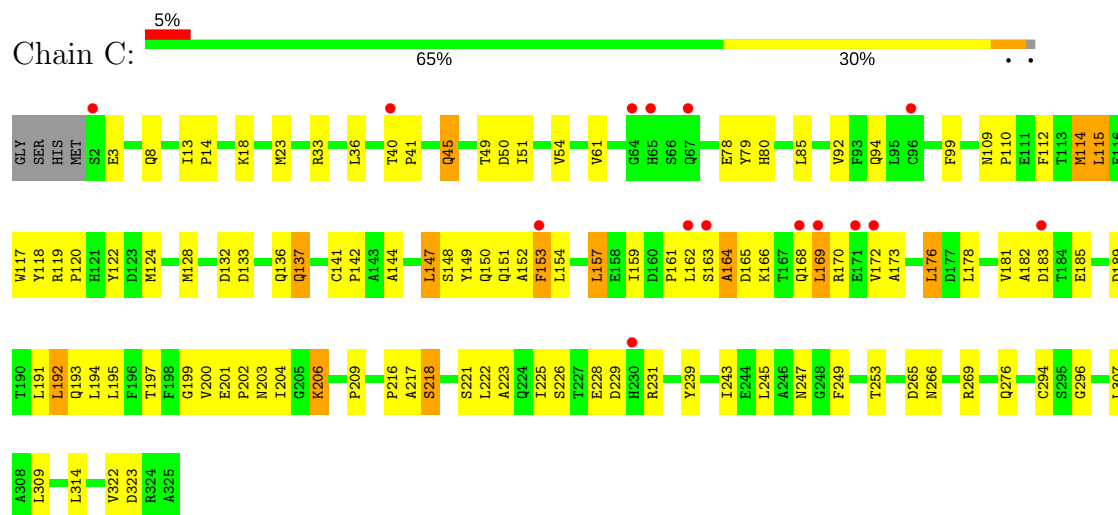 5%
Chain C:
65% 30% • •
GLY SER HIS MET S2 E3 Q8 I13 P14 K18 M23 R33 L36 T40 P41 Q45 T49 D50 I51 V54 V61 G64 H65 S66 Q67 E78 Y79 H80 L85 V92 F93 Q94 L95 C96 F99 N109 P110 E111 F112 T113 M114 L115 E116
W117 Y118 R119 P120 H121 Y122 D123 M124 M128 D132 D133 Q136 Q137 C141 P142 A143 A144 L147 S148 Y149 Q150 Q151 A152 F153 L154 L157 E158 I159 D160 P161 L162 S163 A164 D165 K166 T167 Q168 L169 R170 E171 V172 A173 L176 D177 L178 V181 A182 D183 T184 E185 D189
T190 L191 L192 Q193 L194 L195 F196 T197 F198 G199 V200 E201 P202 N203 I204 G205 K206 P209 P216 A217 S218 S221 L222 A223 Q224 I225 S226 T227 E228 D229 H230 R231 Y239 I243 E244 L245 A246 N247 G248 F249 T253 D265 N266 R269 Q276 C294 S295 G296
A308 L309 L314 V322 D323 R324 A325